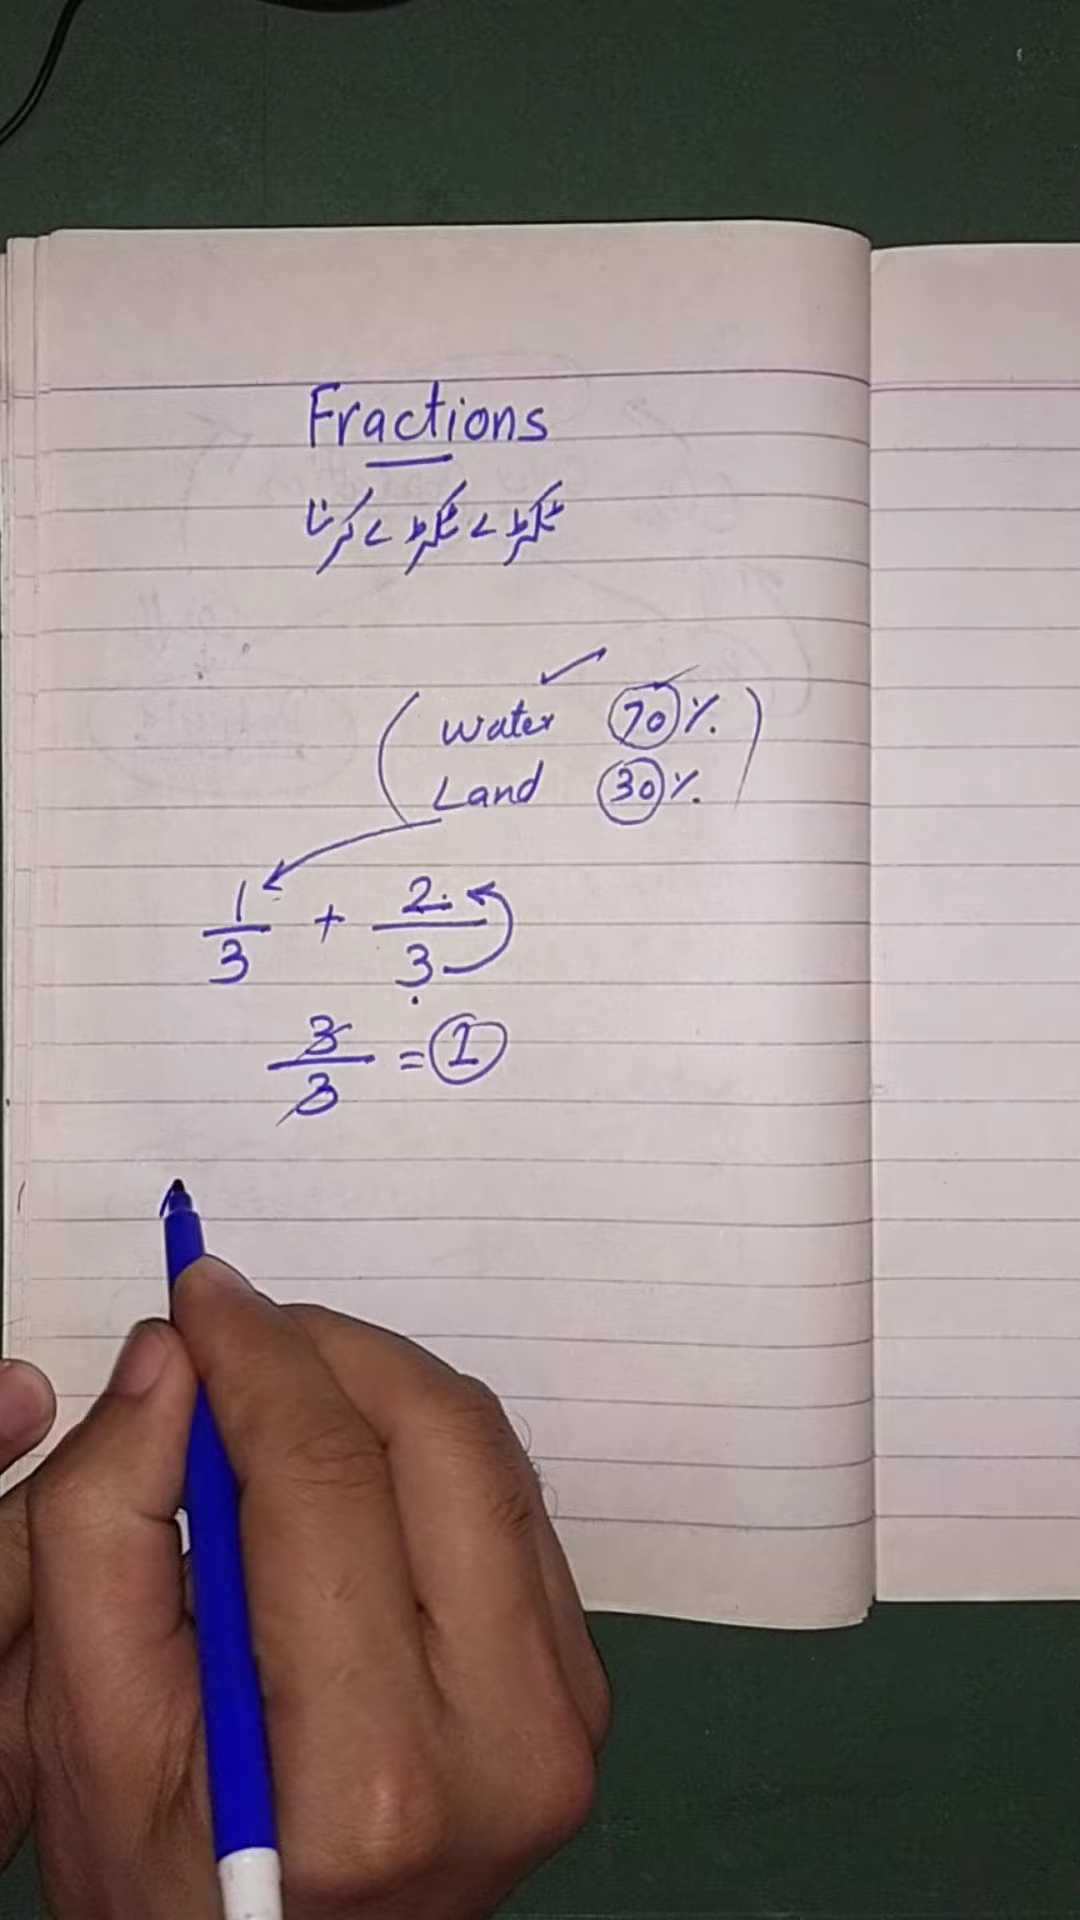 Fractions
ٹکڑے ٹکڑے کرنا
Water 70%
Land 30%
1/3 + 2/3
3/3 = 1